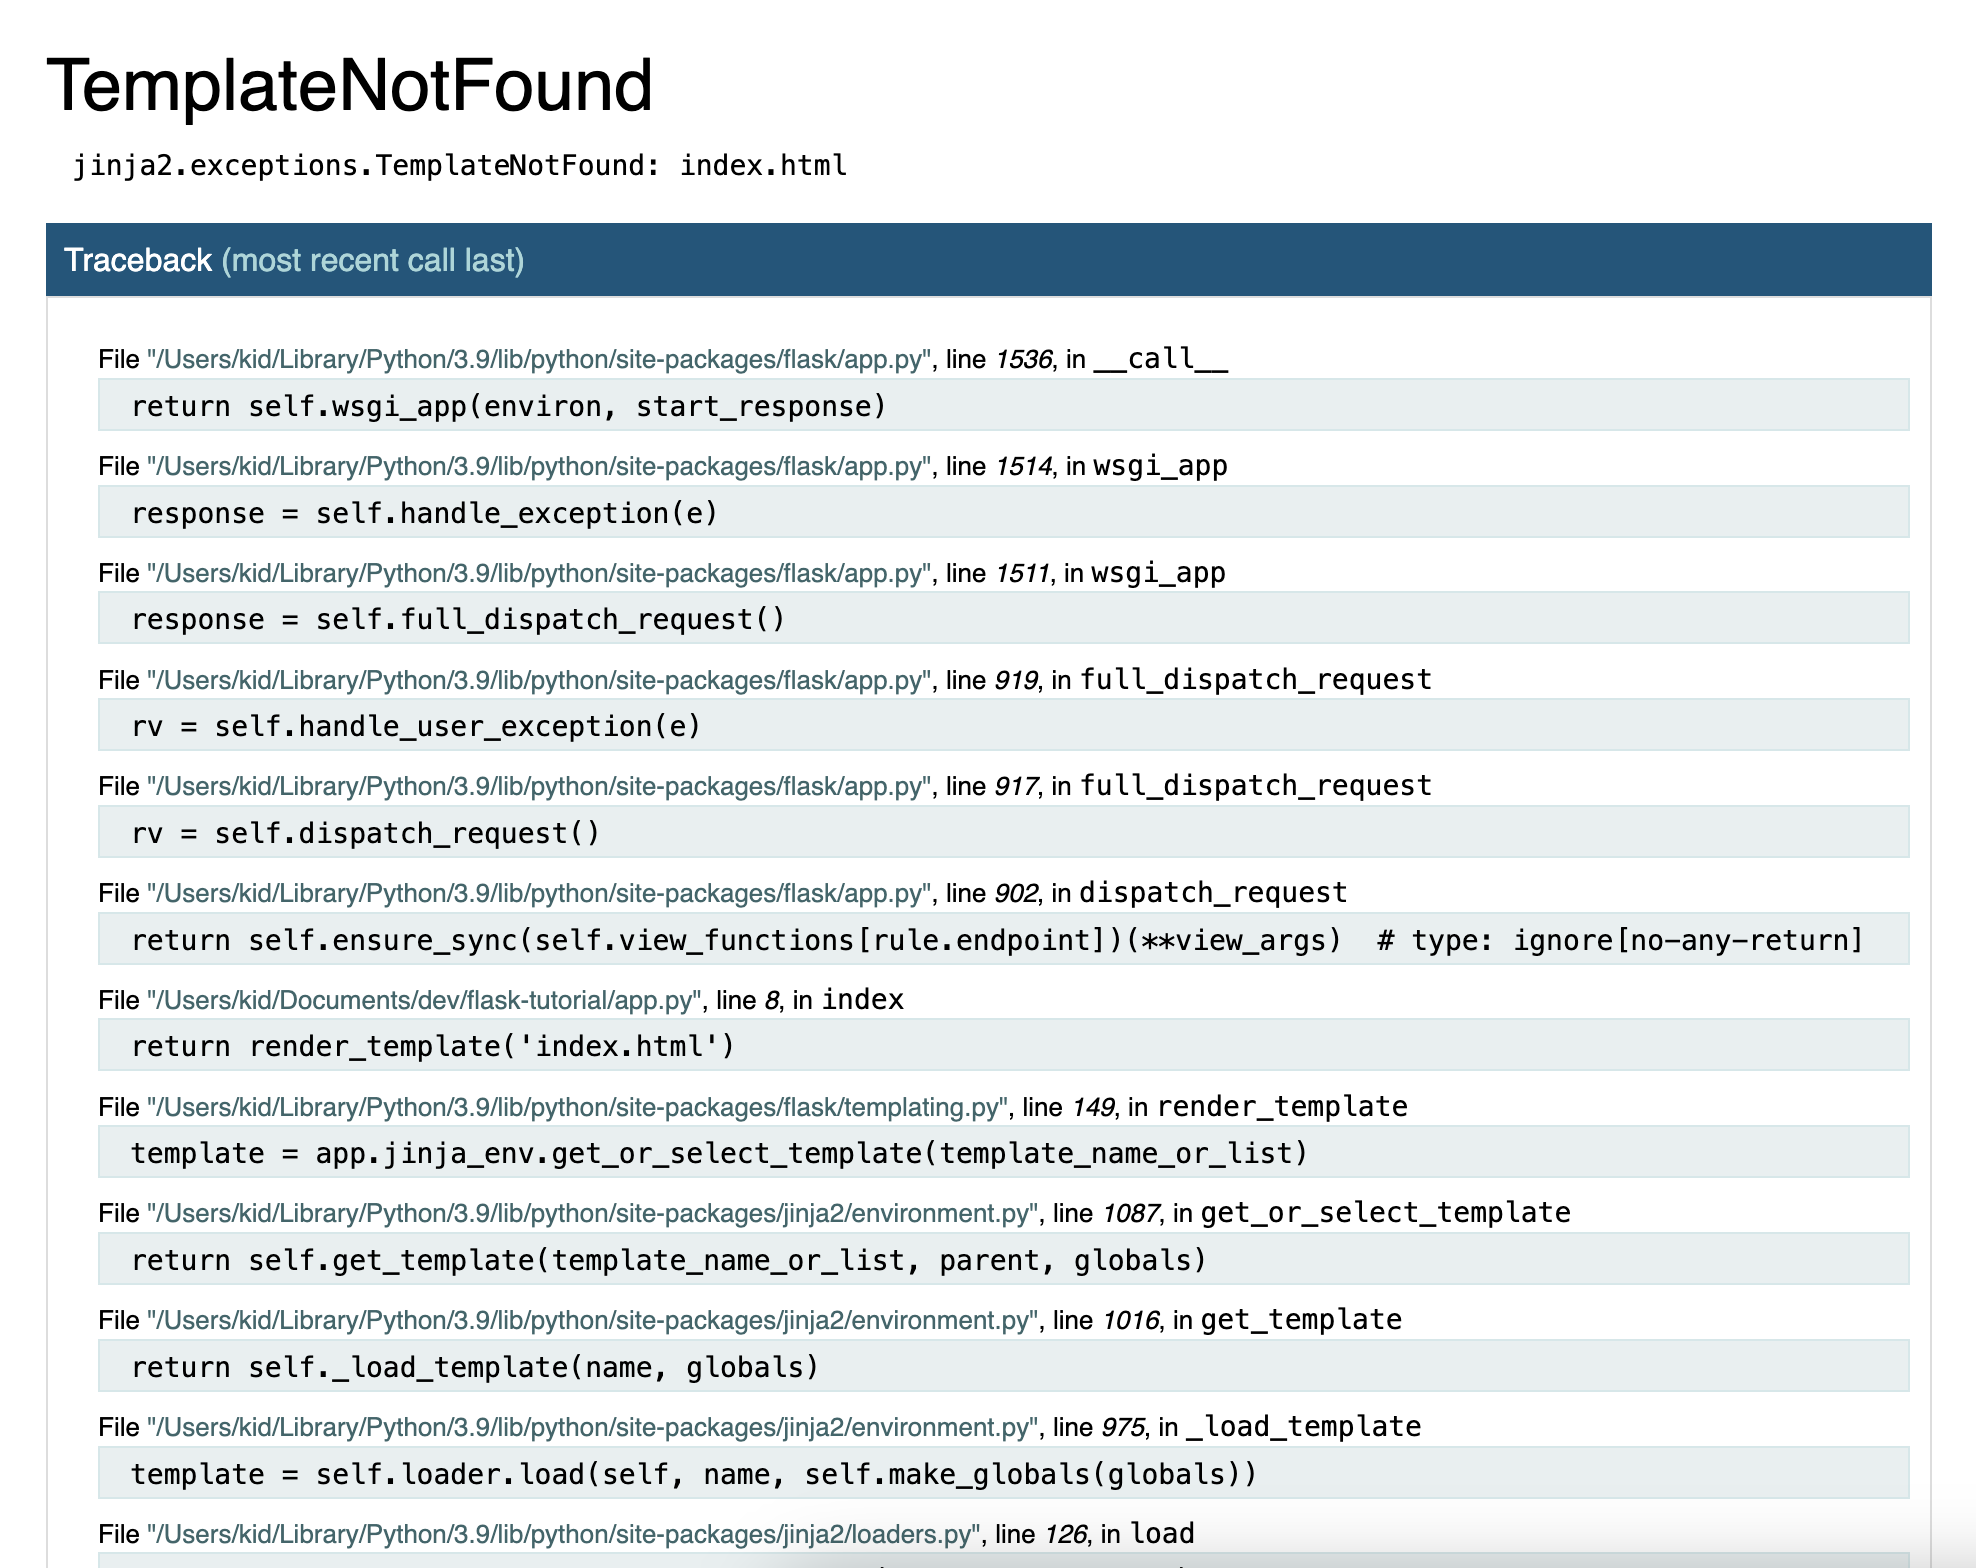 TemplateNotFound
jinja2.exceptions.TemplateNotFound: index.html
Traceback (most recent call last)
File "/Users/kid/Library/Python/3.9/lib/python/site-packages/flask/app.py", line 1536, in __call__
return self.wsgi_app(environ, start_response)
File "/Users/kid/Library/Python/3.9/lib/python/site-packages/flask/app.py", line 1514, in wsgi_app
response = self.handle_exception(e)
File "/Users/kid/Library/Python/3.9/lib/python/site-packages/flask/app.py", line 1511, in wsgi_app
response = self.full_dispatch_request()
File "/Users/kid/Library/Python/3.9/lib/python/site-packages/flask/app.py", line 919, in full_dispatch_request
rv = self.handle_user_exception(e)
File "/Users/kid/Library/Python/3.9/lib/python/site-packages/flask/app.py", line 917, in full_dispatch_request
rv = self.dispatch_request()
File "/Users/kid/Library/Python/3.9/lib/python/site-packages/flask/app.py", line 902, in dispatch_request
return self.ensure_sync(self.view_functions[rule.endpoint])(**view_args)  # type: ignore[no-any-return]
File "/Users/kid/Documents/dev/flask-tutorial/app.py", line 8, in index
return render_template('index.html')
File "/Users/kid/Library/Python/3.9/lib/python/site-packages/flask/templating.py", line 149, in render_template
template = app.jinja_env.get_or_select_template(template_name_or_list)
File "/Users/kid/Library/Python/3.9/lib/python/site-packages/jinja2/environment.py", line 1087, in get_or_select_template
return self.get_template(template_name_or_list, parent, globals)
File "/Users/kid/Library/Python/3.9/lib/python/site-packages/jinja2/environment.py", line 1016, in get_template
return self._load_template(name, globals)
File "/Users/kid/Library/Python/3.9/lib/python/site-packages/jinja2/environment.py", line 975, in _load_template
template = self.loader.load(self, name, self.make_globals(globals))
File "/Users/kid/Library/Python/3.9/lib/python/site-packages/jinja2/loaders.py", line 126, in load